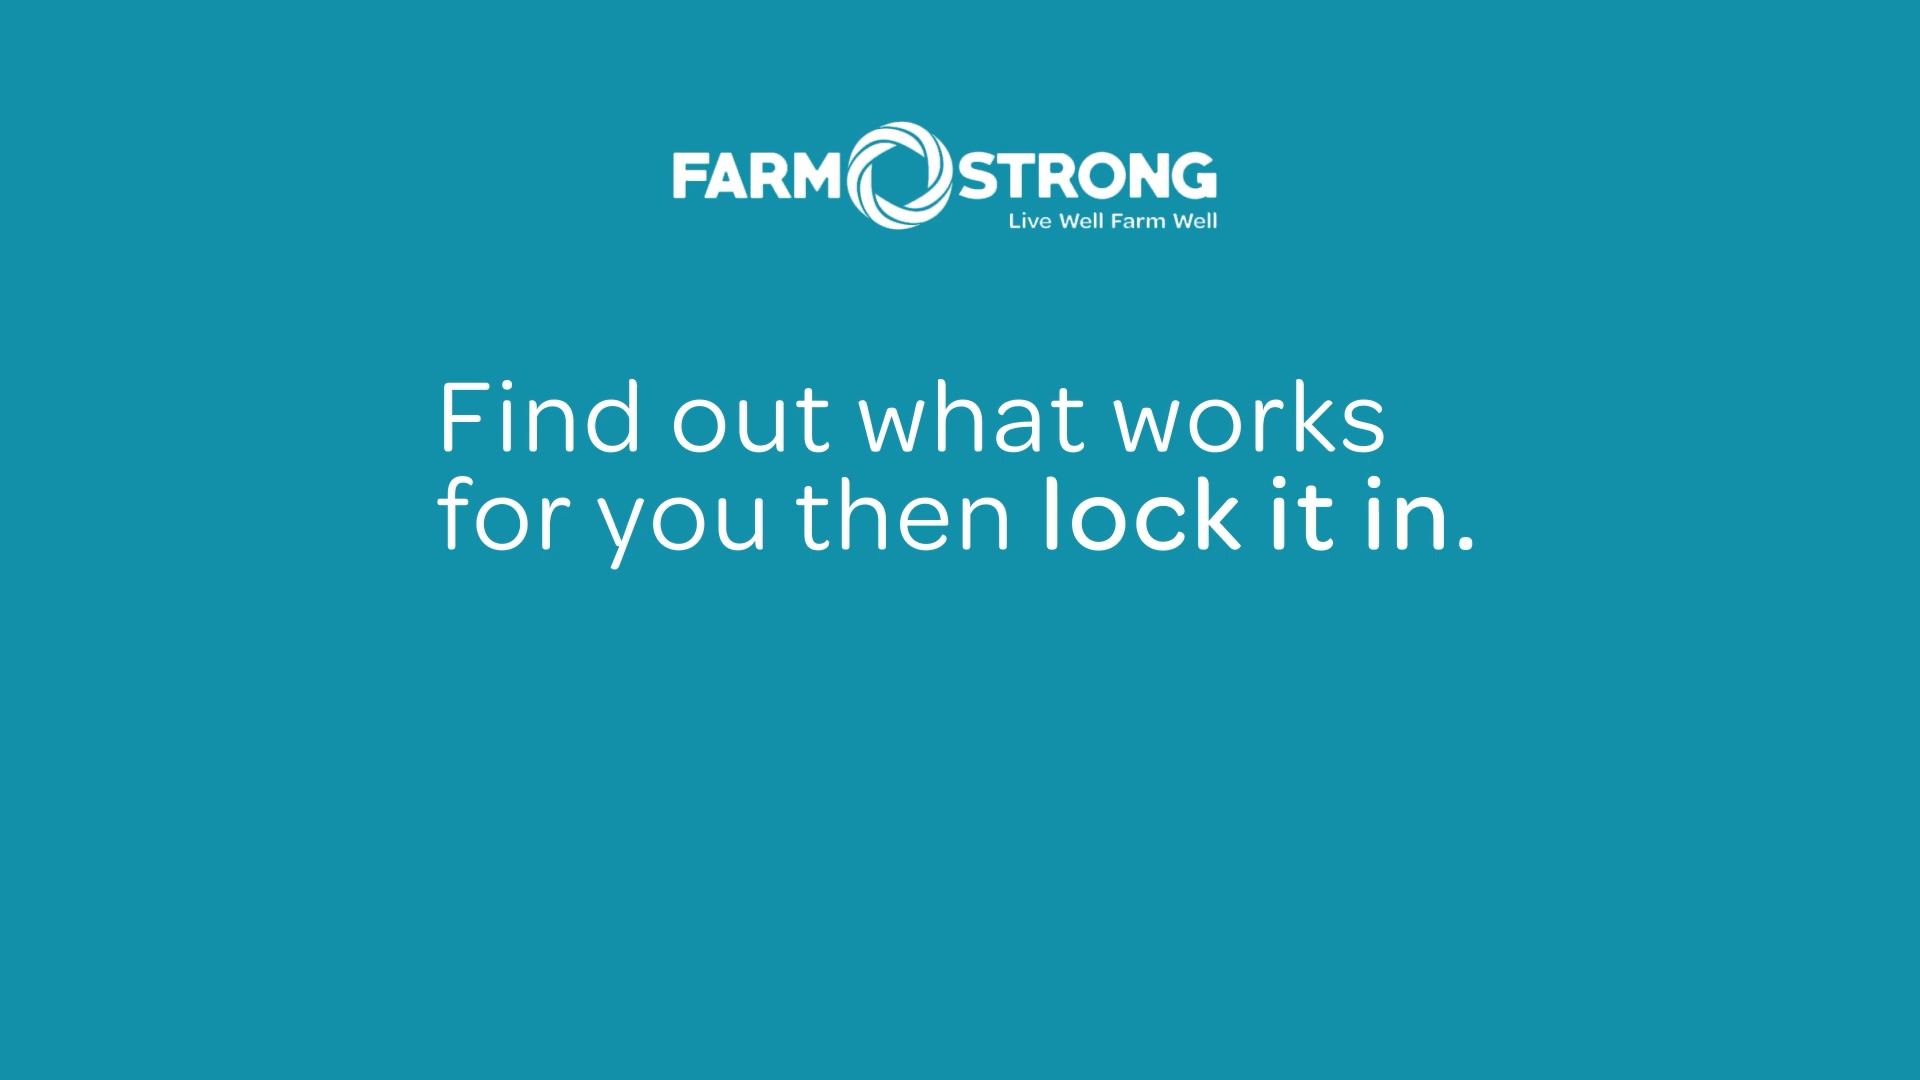 FARM STRONG
Live Well Farm Well
Find out what works
for you then lock it in.